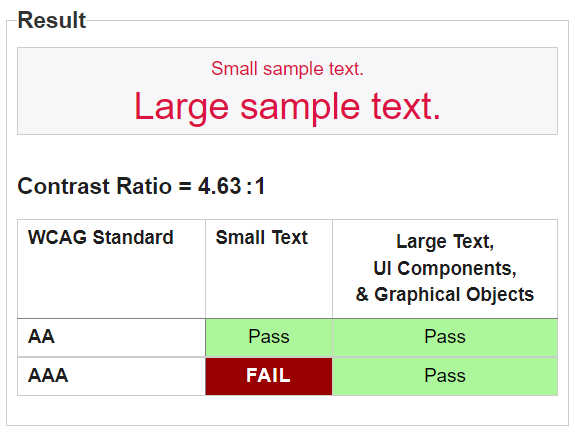 Result
Small sample text.
Large sample text.
Contrast Ratio = 4.63:1
WCAG Standard
Small Text
Large Text,
UI Components,
& Graphical Objects
AA
Pass
Pass
AAA
FAIL
Pass